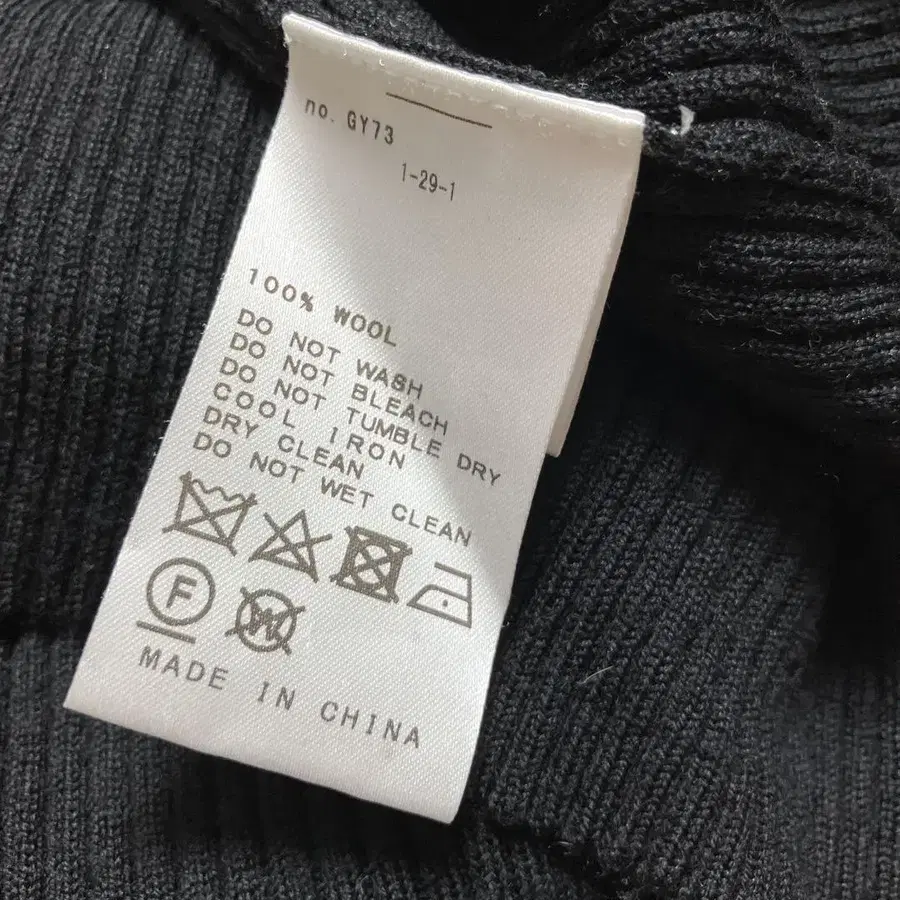 no. GY73
1-29-1
100% WOOL
DO NOT WASH
DO NOT BLEACH
DO NOT TUMBLE DRY
COOL IRON
DRY CLEAN
DO NOT WET CLEAN
F
W
MADE IN CHINA